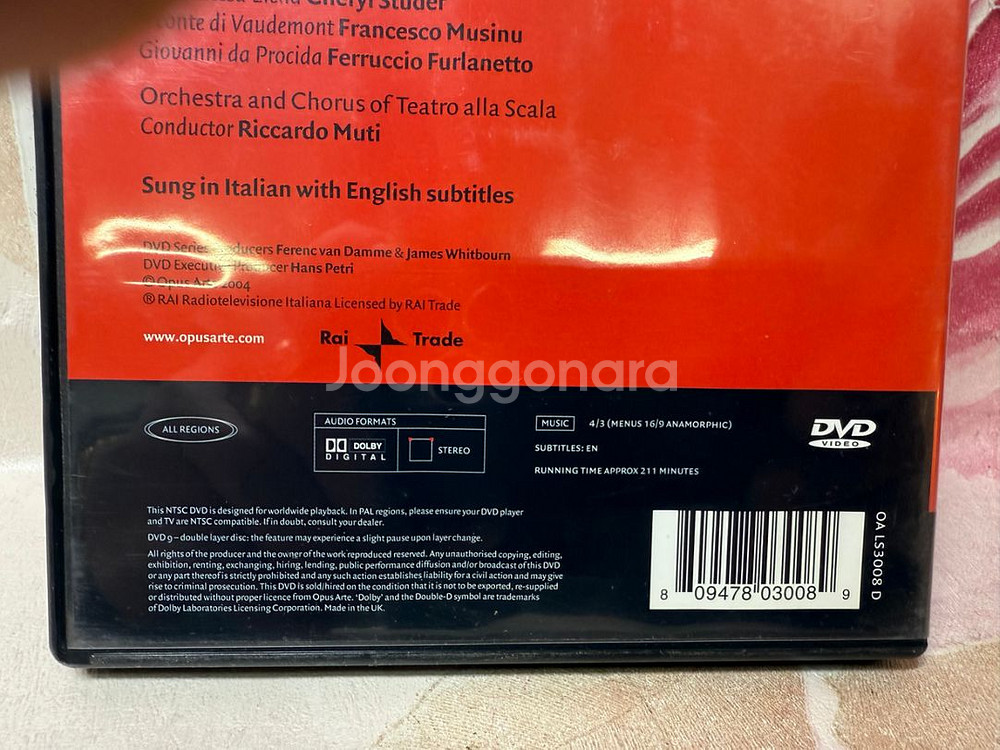 Cheryl Studer
Conte di Vaudemont Francesco Musinu
Giovanni da Procida Ferruccio Furlanetto
Orchestra and Chorus of Teatro alla Scala
Conductor Riccardo Muti
Sung in Italian with English subtitles
DVD Series Producers Ferenc van Damme & James Whitbourn
DVD Executive Producer Hans Petri
© Opus Arte 2004
® RAI Radiotelevisione Italiana Licensed by RAI Trade
www.opusarte.com
Rai Trade
Joonggonara
ALL REGIONS
AUDIO FORMATS
DOLBY
DIGITAL
STEREO
MUSIC 4/3 (MENUS 16/9 ANAMORPHIC)
SUBTITLES: EN
RUNNING TIME APPROX 211 MINUTES
DVD
VIDEO
This NTSC DVD is designed for worldwide playback. In PAL regions, please ensure your DVD player
and TV are NTSC compatible. If in doubt, consult your dealer.
DVD 9 – double layer disc: the feature may experience a slight pause upon layer change.
All rights of the producer and the owner of the work reproduced reserved. Any unauthorised copying, editing,
exhibition, renting, exchanging, hiring, lending, public performance diffusion and/or broadcast of this DVD
or any part thereof is strictly prohibited and any such action establishes liability for a civil action and may give
rise to criminal prosecution. This DVD is sold/hired on the condition that it is not to be exported, re-supplied
or distributed without proper licence from Opus Arte. 'Dolby' and the Double-D symbol are trademarks
of Dolby Laboratories Licensing Corporation. Made in the UK.
8 09478 03008 9
OA LS3008 D